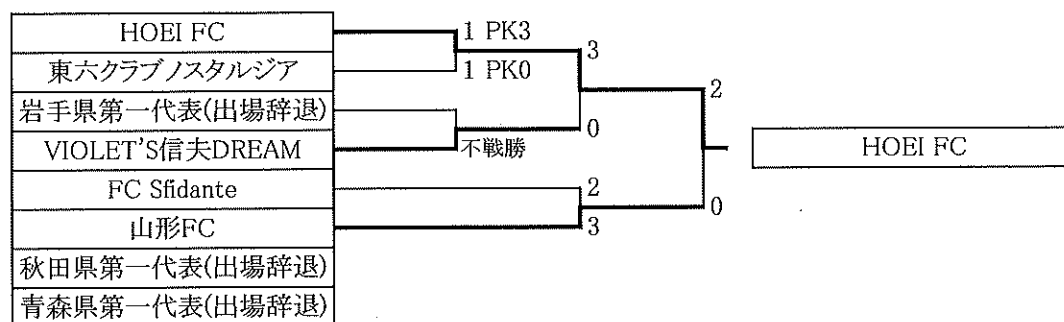 HOEI FC
東六クラブノスタルジア
岩手県第一代表(出場辞退)
VIOLET'S信夫DREAM
FC Sfidante
山形FC
秋田県第一代表(出場辞退)
青森県第一代表(出場辞退)
1 PK3
1 PK0
不戦勝
3
0
2
3
2
0
HOEI FC